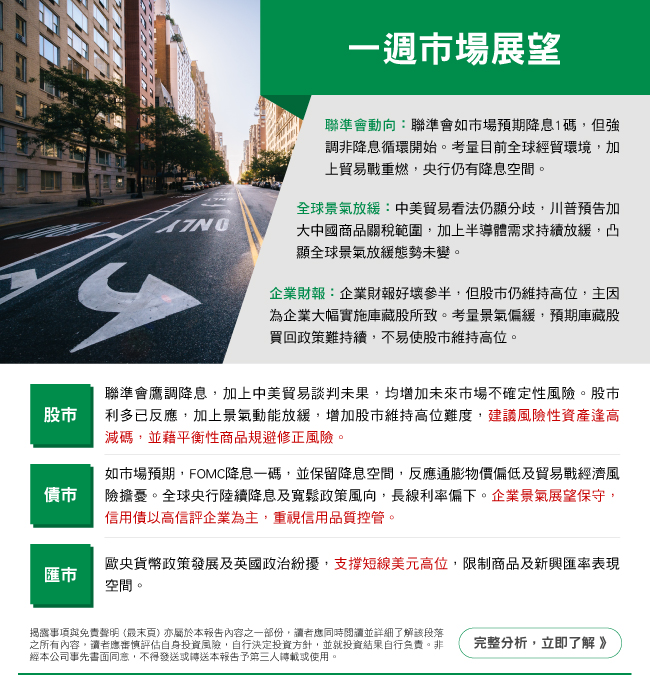 一週市場展望
聯準會動向：聯準會如市場預期降息1碼，但強
調非降息循環開始。考量目前全球經貿環境，加
上貿易戰重燃，央行仍有降息空間。
全球景氣放緩：中美貿易看法仍顯分歧，川普預告加
大中國商品關稅範圍，加上半導體需求持續放緩，凸
顯全球景氣放緩態勢未變。
企業財報：企業財報好壞參半，但股市仍維持高位，主因
為企業大幅實施庫藏股所致。考量景氣偏緩，預期庫藏股
買回政策難持續，不易使股市維持高位。
ONLY
ONLY
股市
聯準會鷹調降息，加上中美貿易談判未果，均增加未來市場不確定性風險。股市
利多已反應，加上景氣動能放緩，增加股市維持高位難度，建議風險性資產逢高
減碼，並藉平衡性商品規避修正風險。
債市
如市場預期，FOMC降息一碼，並保留降息空間，反應通膨物價偏低及貿易戰經濟風
險擔憂。全球央行陸續降息及寬鬆政策風向，長線利率偏下。企業景氣展望保守，
信用債以高信評企業為主，重視信用品質控管。
匯市
歐央貨幣政策發展及英國政治紛擾，支撐短線美元高位，限制商品及新興匯率表現
空間。
揭露事項與免責聲明 (最末頁) 亦屬於本報告內容之一部份，讀者應同時閱讀並詳細了解該段落
之所有內容，讀者應審慎評估自身投資風險，自行決定投資方針，並就投資結果自行負責。非
經本公司事先書面同意，不得發送或轉送本報告予第三人轉載或使用。
完整分析，立即了解 》